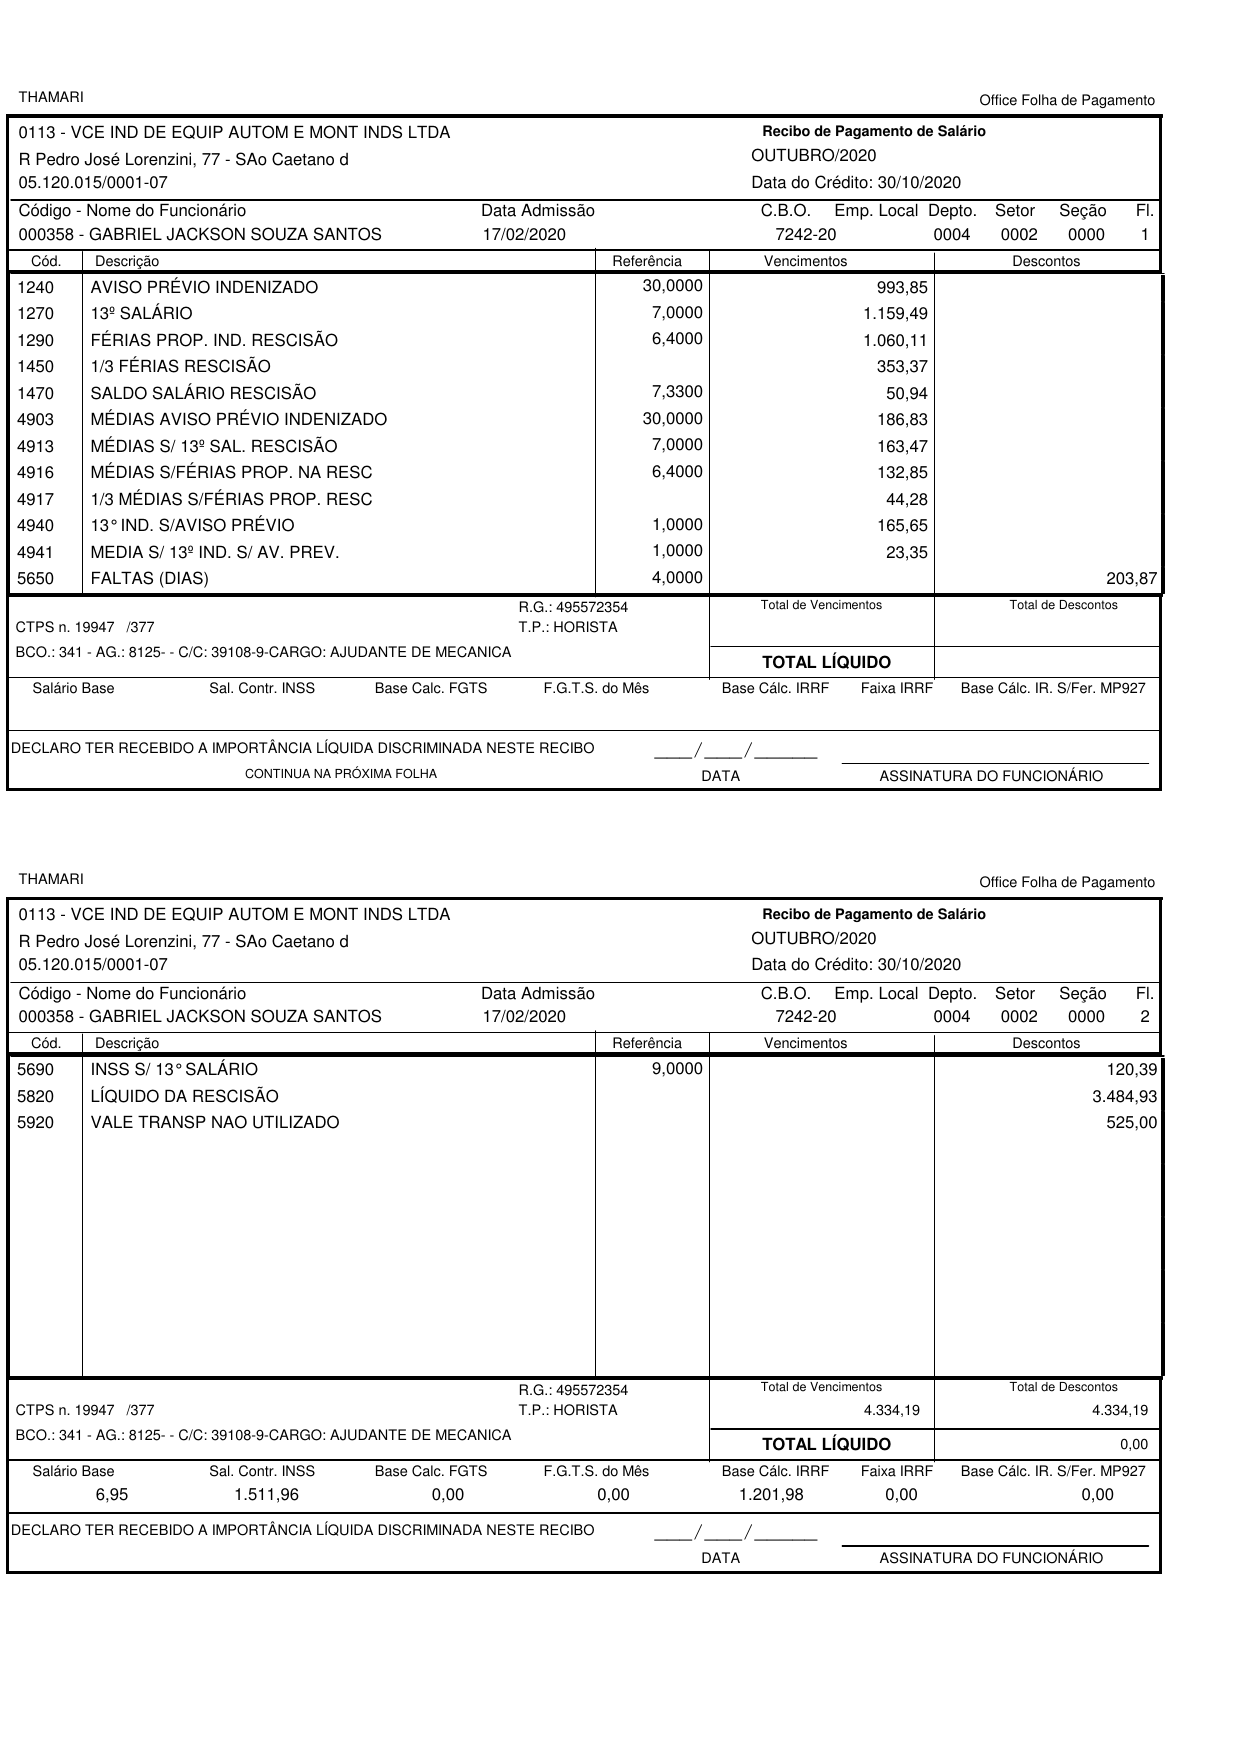 THAMARI Office Folha de Pagamento
0113 - VCE IND DE EQUIP AUTOM E MONT INDS LTDA Recibo de Pagamento de Salário
R Pedro José Lorenzini, 77 - SAo Caetano d OUTUBRO/2020
05.120.015/0001-07 Data do Crédito: 30/10/2020
Código - Nome do Funcionário Data Admissão C.B.O. Emp. Local Depto. Setor Seção Fl.
000358 - GABRIEL JACKSON SOUZA SANTOS 17/02/2020 7242-20 0004 0002 0000 1
Cód. Descrição Referência Vencimentos Descontos
1240 AVISO PRÉVIO INDENIZADO 30,0000 993,85
1270 13º SALÁRIO 7,0000 1.159,49
1290 FÉRIAS PROP. IND. RESCISÃO 6,4000 1.060,11
1450 1/3 FÉRIAS RESCISÃO 353,37
1470 SALDO SALÁRIO RESCISÃO 7,3300 50,94
4903 MÉDIAS AVISO PRÉVIO INDENIZADO 30,0000 186,83
4913 MÉDIAS S/ 13º SAL. RESCISÃO 7,0000 163,47
4916 MÉDIAS S/FÉRIAS PROP. NA RESC 6,4000 132,85
4917 1/3 MÉDIAS S/FÉRIAS PROP. RESC 44,28
4940 13° IND. S/AVISO PRÉVIO 1,0000 165,65
4941 MEDIA S/ 13º IND. S/ AV. PREV. 1,0000 23,35
5650 FALTAS (DIAS) 4,0000 203,87
R.G.: 495572354 Total de Vencimentos Total de Descontos
CTPS n. 19947 /377 T.P.: HORISTA
BCO.: 341 - AG.: 8125- - C/C: 39108-9-CARGO: AJUDANTE DE MECANICA
TOTAL LÍQUIDO
Salário Base Sal. Contr. INSS Base Calc. FGTS F.G.T.S. do Mês Base Cálc. IRRF Faixa IRRF Base Cálc. IR. S/Fer. MP927
DECLARO TER RECEBIDO A IMPORTÂNCIA LÍQUIDA DISCRIMINADA NESTE RECIBO ___/___/_____
CONTINUA NA PRÓXIMA FOLHA DATA ASSINATURA DO FUNCIONÁRIO
THAMARI Office Folha de Pagamento
0113 - VCE IND DE EQUIP AUTOM E MONT INDS LTDA Recibo de Pagamento de Salário
R Pedro José Lorenzini, 77 - SAo Caetano d OUTUBRO/2020
05.120.015/0001-07 Data do Crédito: 30/10/2020
Código - Nome do Funcionário Data Admissão C.B.O. Emp. Local Depto. Setor Seção Fl.
000358 - GABRIEL JACKSON SOUZA SANTOS 17/02/2020 7242-20 0004 0002 0000 2
Cód. Descrição Referência Vencimentos Descontos
5690 INSS S/ 13° SALÁRIO 9,0000 120,39
5820 LÍQUIDO DA RESCISÃO 3.484,93
5920 VALE TRANSP NAO UTILIZADO 525,00
R.G.: 495572354 Total de Vencimentos Total de Descontos
CTPS n. 19947 /377 T.P.: HORISTA 4.334,19 4.334,19
BCO.: 341 - AG.: 8125- - C/C: 39108-9-CARGO: AJUDANTE DE MECANICA
TOTAL LÍQUIDO 0,00
Salário Base Sal. Contr. INSS Base Calc. FGTS F.G.T.S. do Mês Base Cálc. IRRF Faixa IRRF Base Cálc. IR. S/Fer. MP927
6,95 1.511,96 0,00 0,00 1.201,98 0,00 0,00
DECLARO TER RECEBIDO A IMPORTÂNCIA LÍQUIDA DISCRIMINADA NESTE RECIBO ___/___/_____
DATA ASSINATURA DO FUNCIONÁRIO